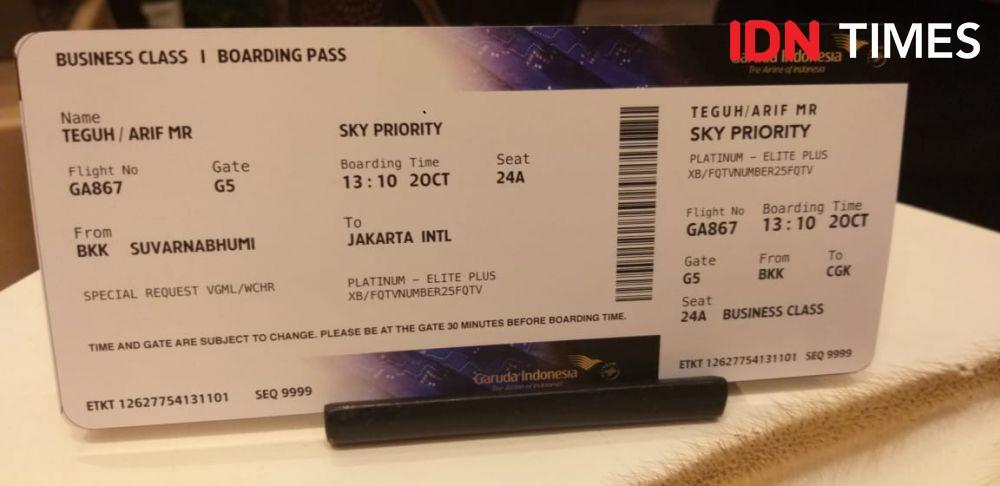 IDN TIMES
BUSINESS CLASS I BOARDING PASS
Garuda Indonesia
The Airline of Indonesia
Name
TEGUH / ARIF MR
SKY PRIORITY
Flight No
GA867
Gate
G5
Boarding Time
13:10 2OCT
Seat
24A
From
BKK SUVARNABHUMI
To
JAKARTA INTL
SPECIAL REQUEST VGML/WCHR
PLATINUM - ELITE PLUS
XB/FQTVNUMBER25FQTV
TIME AND GATE ARE SUBJECT TO CHANGE. PLEASE BE AT THE GATE 30 MINUTES BEFORE BOARDING TIME.
Garuda Indonesia
The Airline of Indonesia
ETKT 12627754131101 SEQ 9999
TEGUH/ARIF MR
SKY PRIORITY
PLATINUM - ELITE PLUS
XB/FQTVNUMBER25FQTV
Flight No Boarding Time
GA867 13:10 2OCT
Gate From To
G5 BKK CGK
Seat
24A BUSINESS CLASS
ETKT 12627754131101 SEQ 9999